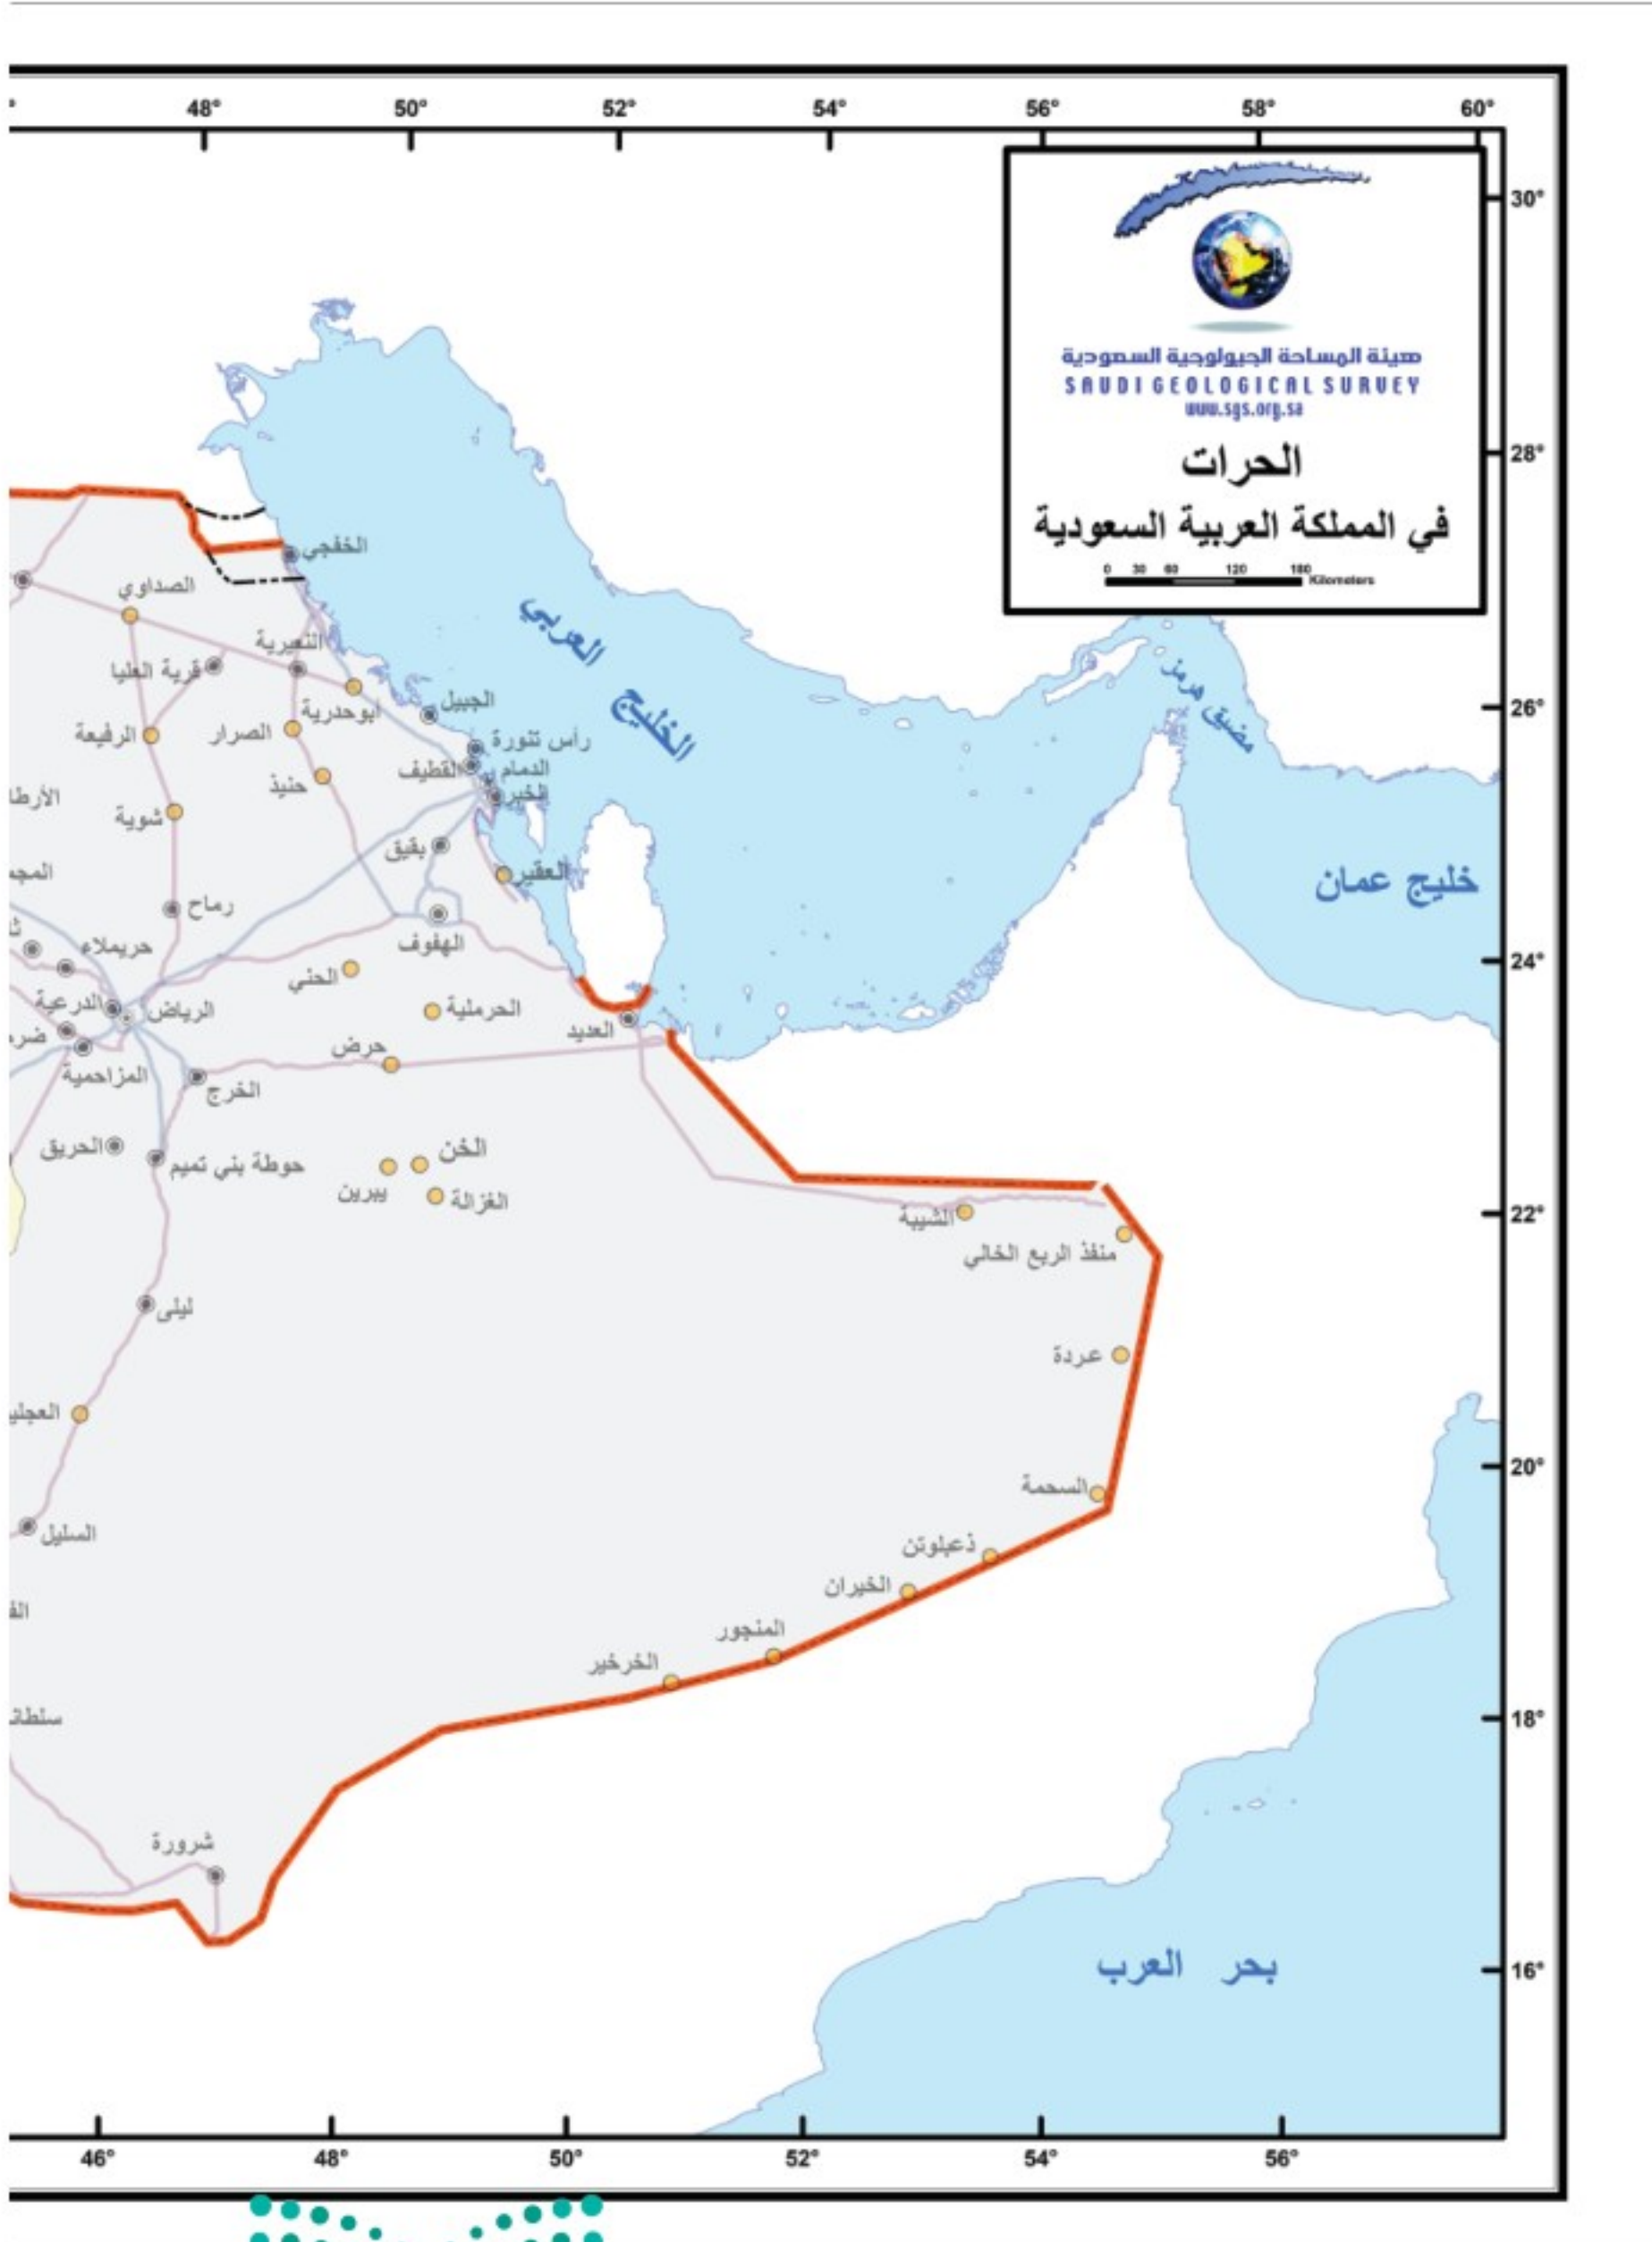 48°
50°
52°
54°
56°
58°
60°
30°
28°
26°
24°
22°
20°
18°
16°
هيئة المساحة الجيولوجية السعودية
SAUDI GEOLOGICAL SURVEY
www.sgs.org.sa
الحرات
في المملكة العربية السعودية
0 30 60 120 180 Kilometers
الخفجي
الصداوي
النعيرية
قرية العليا
ابوحدرية
الجبيل
الصرار
الرفيعة
رأس تنورة
القطيف
الدمام
الخبر
حنيذ
شوية
بقيق
العقير
رماح
الهفوف
حريملاء
الحني
الحرملية
الدرعية
الرياض
العديد
حرض
المزاحمية
الخرج
الحريق
حوطة بني تميم
الخن
يبرين
الغزالة
الشيبة
منفذ الربع الخالي
ليلى
عردة
السحمة
السليل
ذعبلوتن
الخيران
المنجور
الخرخير
شرورة
الخليج العربي
مضيق هرمز
خليج عمان
بحر العرب
46°
48°
50°
52°
54°
56°